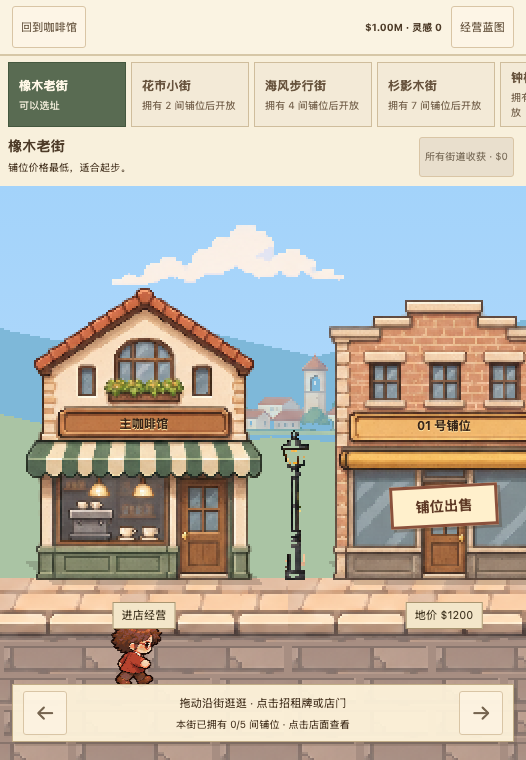 回到咖啡馆
$1.00M · 灵感 0
经营蓝图
橡木老街
可以选址
花市小街
拥有 2 间铺位后开放
海风步行街
拥有 4 间铺位后开放
杉影木街
拥有 7 间铺位后开放
橡木老街
铺位价格最低，适合起步。
所有街道收获 · $0
主咖啡馆
01 号铺位
铺位出售
进店经营
地价 $1200
拖动沿街逛逛 · 点击招租牌或店门
本街已拥有 0/5 间铺位 · 点击店面查看